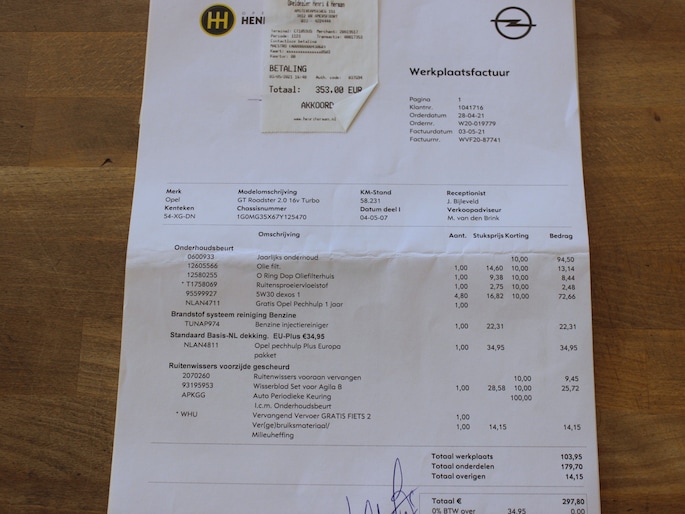 HH
HENR
Opeldealer Henri & Herman
BETALING
Totaal: 353,00 EUR
AKKOORD
Werkplaatsfactuur
Pagina 1
Klantnr. 1041716
Orderdatum 28-04-21
Ordernr. W20-019779
Factuurdatum 03-05-21
Factuurnr. WVF20-87741
Merk Modelomschrijving KM-Stand Receptionist
Opel GT Roadster 2.0 16v Turbo 58.231 J. Bijleveld
Kenteken Chassisnummer Datum deel I Verkoopadviseur
54-XG-DN 1G0MG35X67Y125470 04-05-07 M. van den Brink
Omschrijving Aant. Stuksprijs Korting Bedrag
Onderhoudsbeurt
0600933 Jaarlijks onderhoud 10,00 94,50
12605566 Olie filt. 1,00 14,60 10,00 13,14
12580255 O Ring Dop Oliefilterhuis 1,00 9,38 10,00 8,44
* T1758069 Ruitensproeiervloeistof 1,00 2,75 10,00 2,48
95599927 5W30 dexos 1 4,80 16,82 10,00 72,66
NLAN4711 Gratis Opel Pechhulp 1 jaar 1,00
Brandstof systeem reiniging Benzine
TUNAP974 Benzine injectiereiniger 1,00 22,31 22,31
Standaard Basis-NL dekking. EU-Plus €34,95
NLAN4811 Opel pechhulp Plus Europa 1,00 34,95 34,95
pakket
Ruitenwissers voorzijde gescheurd
2070260 Ruitenwissers vooraan vervangen 10,00 9,45
93195953 Wisserblad Set voor Agila B 1,00 28,58 10,00 25,72
APKGG Auto Periodieke Keuring 100,00
i.c.m. Onderhoudsbeurt
* WHU Vervangend Vervoer GRATIS FIETS 2 1,00
Ver(ge)bruiksmateriaal/ 1,00 14,15 14,15
Milieuheffing
Totaal werkplaats 103,95
Totaal onderdelen 179,70
Totaal overigen 14,15
Totaal € 297,80
0% BTW over 34,95 0,00